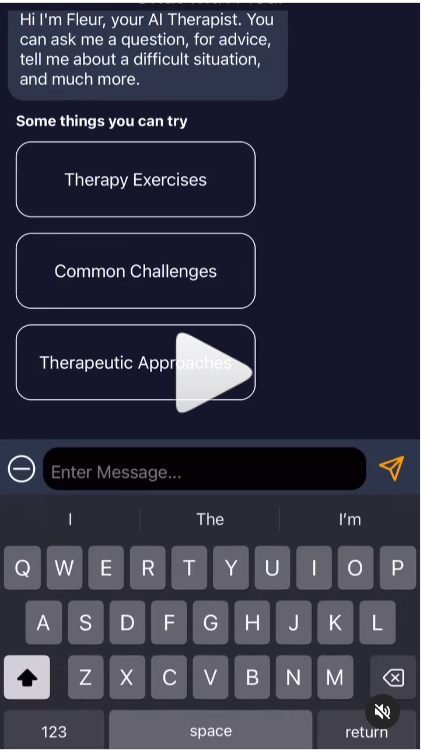 Hi I'm Fleur, your AI Therapist. You
can ask me a question, for advice,
tell me about a difficult situation,
and much more.
Some things you can try
Therapy Exercises
Common Challenges
Therapeutic Approaches
Enter Message...
I The I'm
Q W E R T Y U I O P
A S D F G H J K L
Z X C V B N M
123 space return